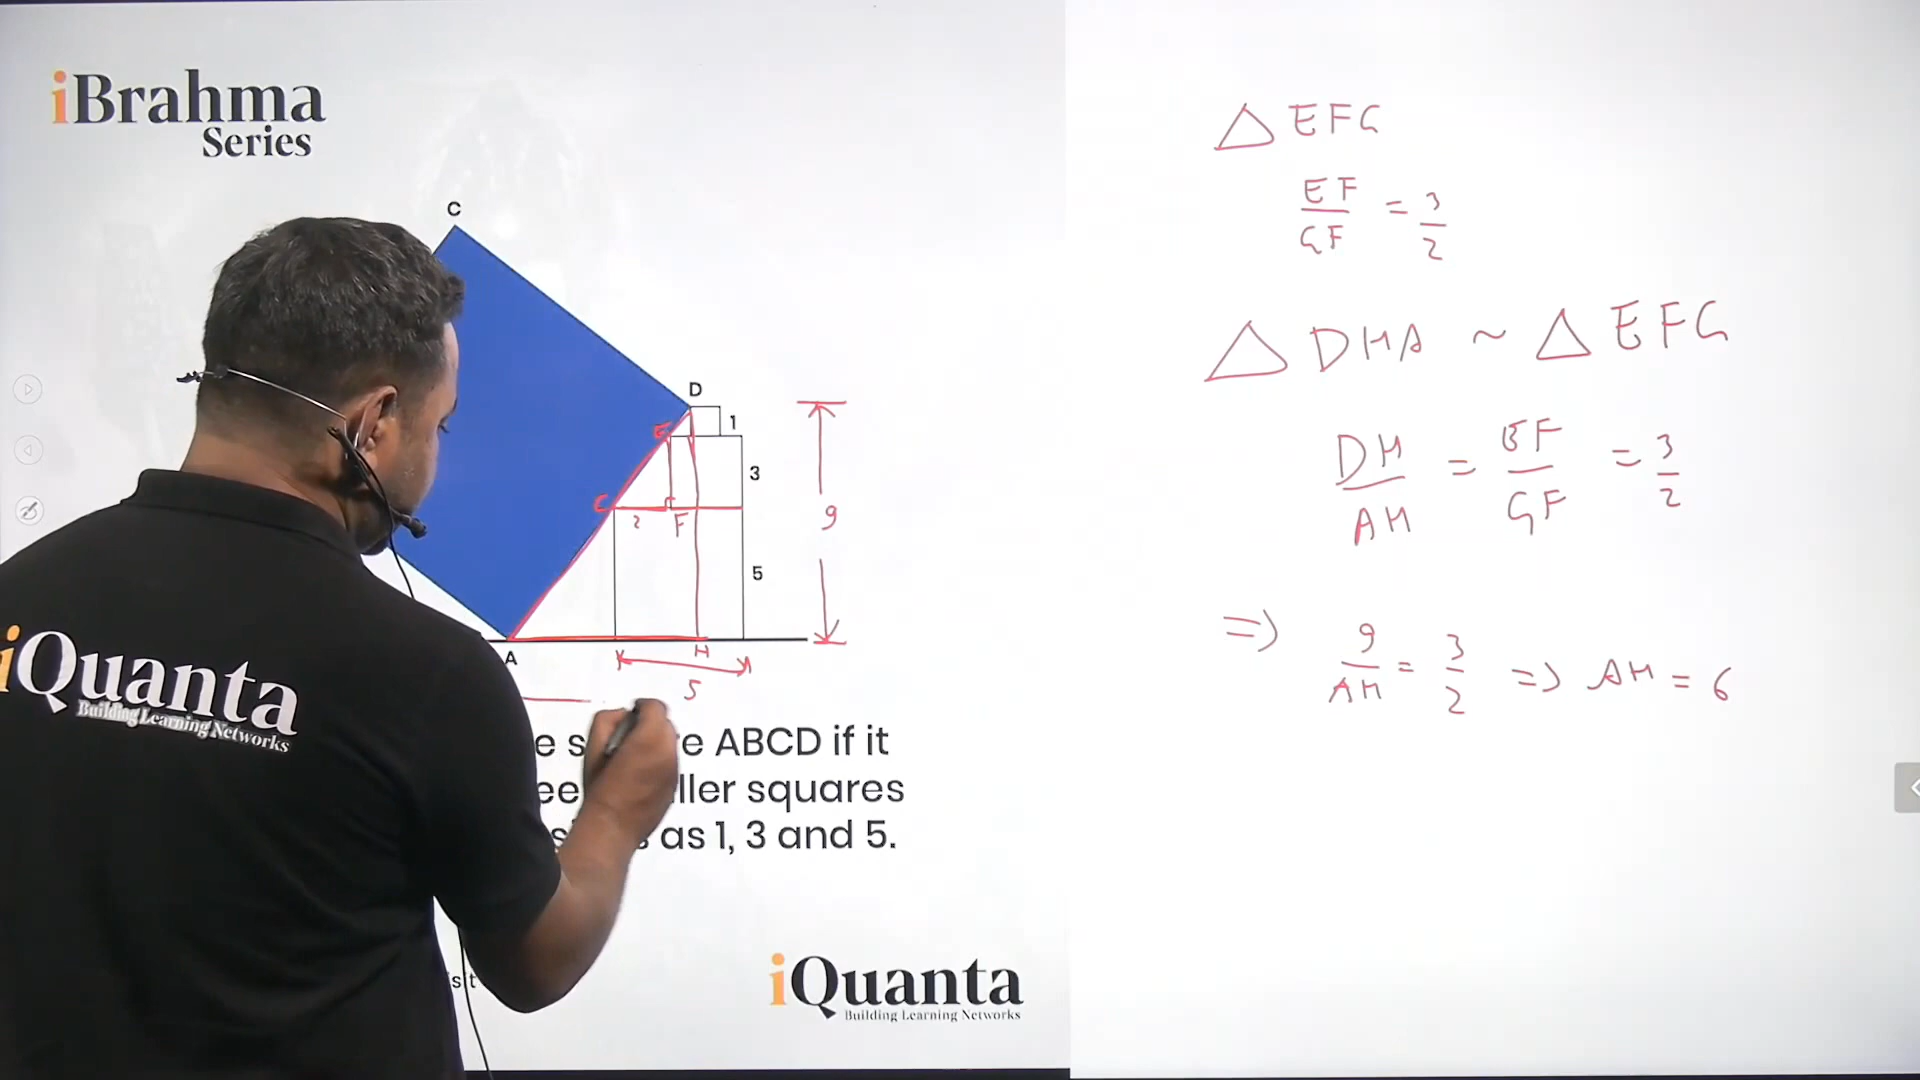 iBrahma
Series
C
D
E
1
3
G
2
F
9
5
A
H
5
e ABCD if it
ller squares
as 1, 3 and 5.
iQuanta
Building Learning Networks
iQuanta
Building Learning Networks
△ EFG
EF
GF
= 3
2
△ DHA ~ △ EFG
DH = EF = 3
AH GF 2
=> 9 = 3 => AH = 6
AH 2